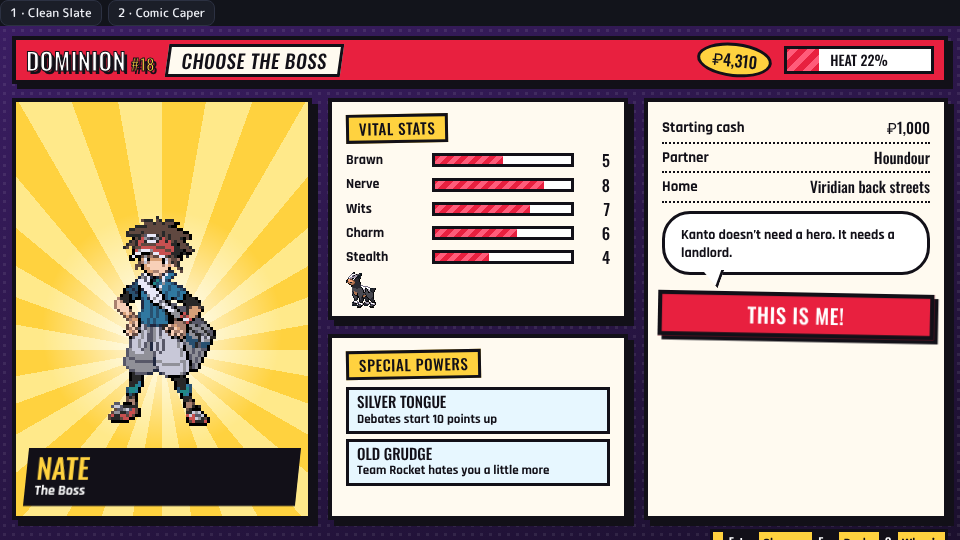 1 · Clean Slate
2 · Comic Caper
DOMINION #18
CHOOSE THE BOSS
₽4,310
HEAT 22%
NATE
The Boss
VITAL STATS
Brawn 5
Nerve 8
Wits 7
Charm 6
Stealth 4
SPECIAL POWERS
SILVER TONGUE
Debates start 10 points up
OLD GRUDGE
Team Rocket hates you a little more
Starting cash ₽1,000
Partner Houndour
Home Viridian back streets
Kanto doesn't need a hero. It needs a
landlord.
THIS IS ME!